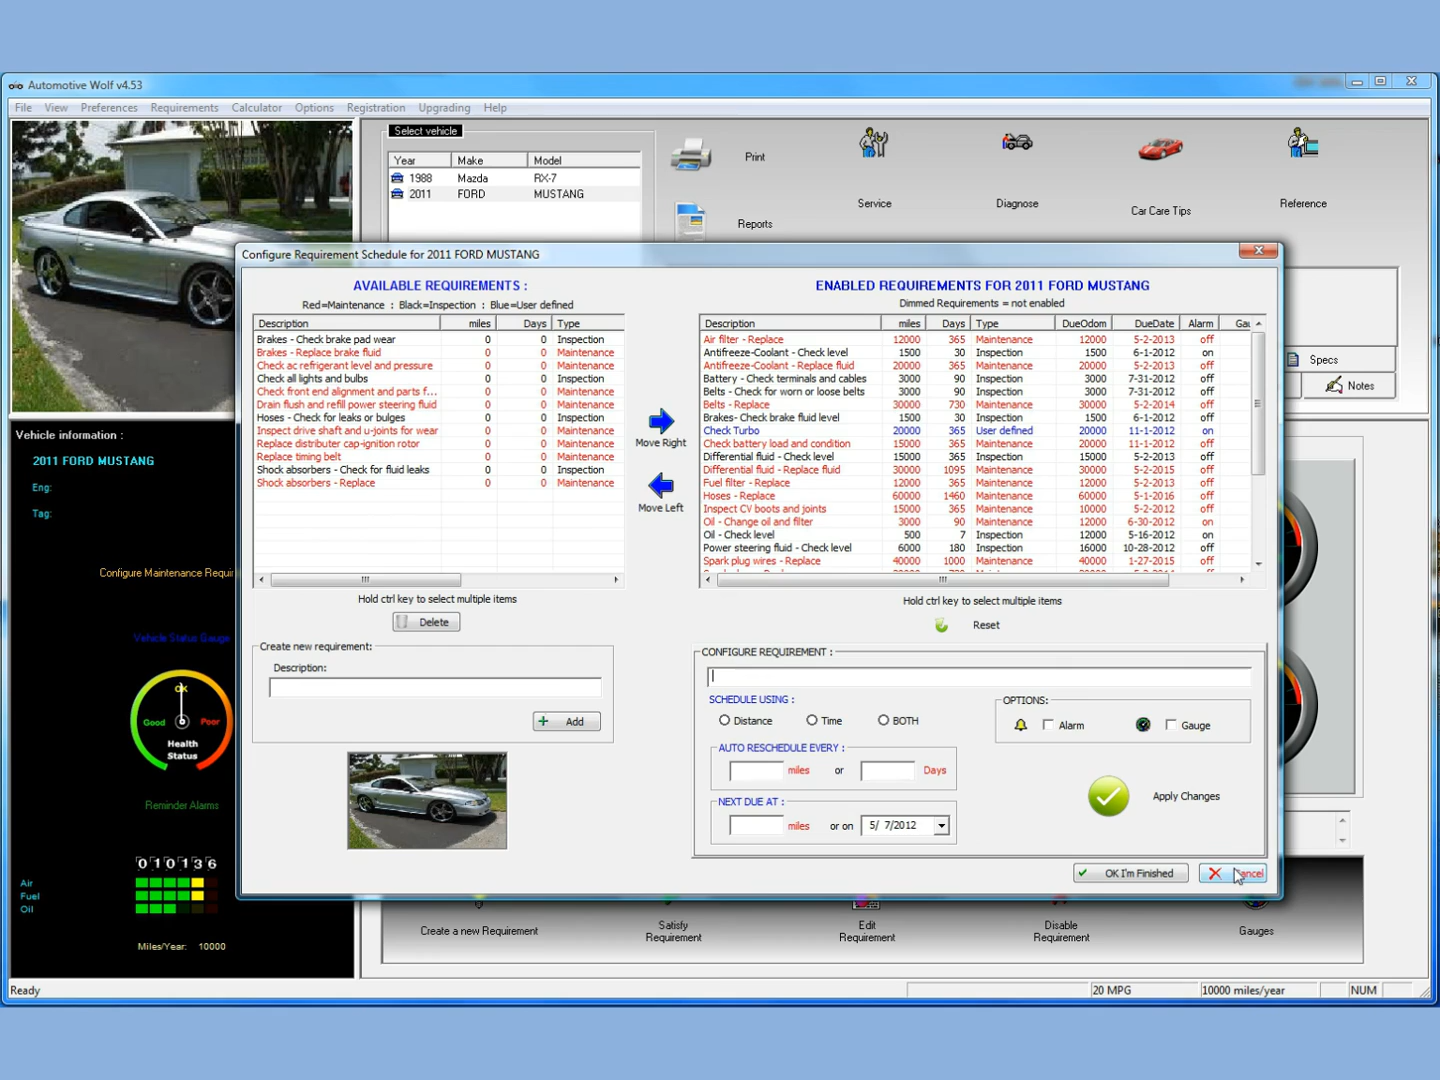 Automotive Wolf v4.53
File View Preferences Requirements Calculator Options Registration Upgrading Help
Select vehicle
Year Make Model
1988 Mazda RX-7
2011 FORD MUSTANG
Print
Reports
Service
Diagnose
Car Care Tips
Reference
Specs
Notes
Configure Requirement Schedule for 2011 FORD MUSTANG
AVAILABLE REQUIREMENTS :
Red=Maintenance : Black=Inspection : Blue=User defined
Description miles Days Type
Brakes - Check brake pad wear 0 0 Inspection
Brakes - Replace brake fluid 0 0 Maintenance
Check ac refrigerant level and pressure 0 0 Maintenance
Check all lights and bulbs 0 0 Inspection
Check front end alignment and parts f... 0 0 Maintenance
Drain flush and refill power steering fluid 0 0 Maintenance
Hoses - Check for leaks or bulges 0 0 Inspection
Inspect drive shaft and u-joints for wear 0 0 Maintenance
Replace distributer cap-ignition rotor 0 0 Maintenance
Replace timing belt 0 0 Maintenance
Shock absorbers - Check for fluid leaks 0 0 Inspection
Shock absorbers - Replace 0 0 Maintenance
Hold ctrl key to select multiple items
Delete
Create new requirement:
Description:
Add
Move Right
Move Left
ENABLED REQUIREMENTS FOR 2011 FORD MUSTANG
Dimmed Requirements = not enabled
Description miles Days Type DueOdom DueDate Alarm
Air filter - Replace 12000 365 Maintenance 12000 5-2-2013 off
Antifreeze-Coolant - Check level 1500 30 Inspection 1500 6-1-2012 on
Antifreeze-Coolant - Replace fluid 20000 365 Maintenance 20000 5-2-2013 off
Battery - Check terminals and cables 3000 90 Inspection 3000 7-31-2012 off
Belts - Check for worn or loose belts 3000 90 Inspection 3000 7-31-2012 off
Belts - Replace 30000 730 Maintenance 30000 5-2-2014 off
Brakes- Check brake fluid level 1500 30 Inspection 1500 6-1-2012 off
Check Turbo 20000 365 User defined 20000 11-1-2012 on
Check battery load and condition 15000 365 Maintenance 15000 11-1-2012 off
Differential fluid - Check level 15000 365 Inspection 15000 5-2-2013 off
Differential fluid - Replace fluid 30000 1095 Maintenance 30000 5-2-2015 off
Fuel filter - Replace 12000 365 Maintenance 12000 5-2-2013 off
Hoses - Replace 60000 1460 Maintenance 60000 5-1-2016 off
Inspect CV boots and joints 15000 365 Maintenance 10000 5-2-2013 off
Oil - Change oil and filter 3000 90 Maintenance 12000 6-30-2012 on
Oil - Check level 500 7 Inspection 12000 5-16-2012 on
Power steering fluid - Check level 6000 180 Inspection 16000 10-28-2012 off
Spark plug wires - Replace 40000 1000 Maintenance 40000 1-27-2015 off
Hold ctrl key to select multiple items
Reset
CONFIGURE REQUIREMENT :
SCHEDULE USING :
Distance Time BOTH
OPTIONS:
Alarm Gauge
AUTO RESCHEDULE EVERY :
miles or Days
NEXT DUE AT :
miles or on 5/ 7/2012
Apply Changes
OK I'm Finished
Vehicle information :
2011 FORD MUSTANG
Eng:
Tag:
Configure Maintenance Requir
Vehicle Status Gauge
OK
Good Poor
Health
Status
Reminder Alarms
010136
Air
Fuel
Oil
Miles/Year: 10000
Create a new Requirement
Satisfy
Requirement
Edit
Requirement
Disable
Requirement
Gauges
Ready 20 MPG 10000 miles/year NUM